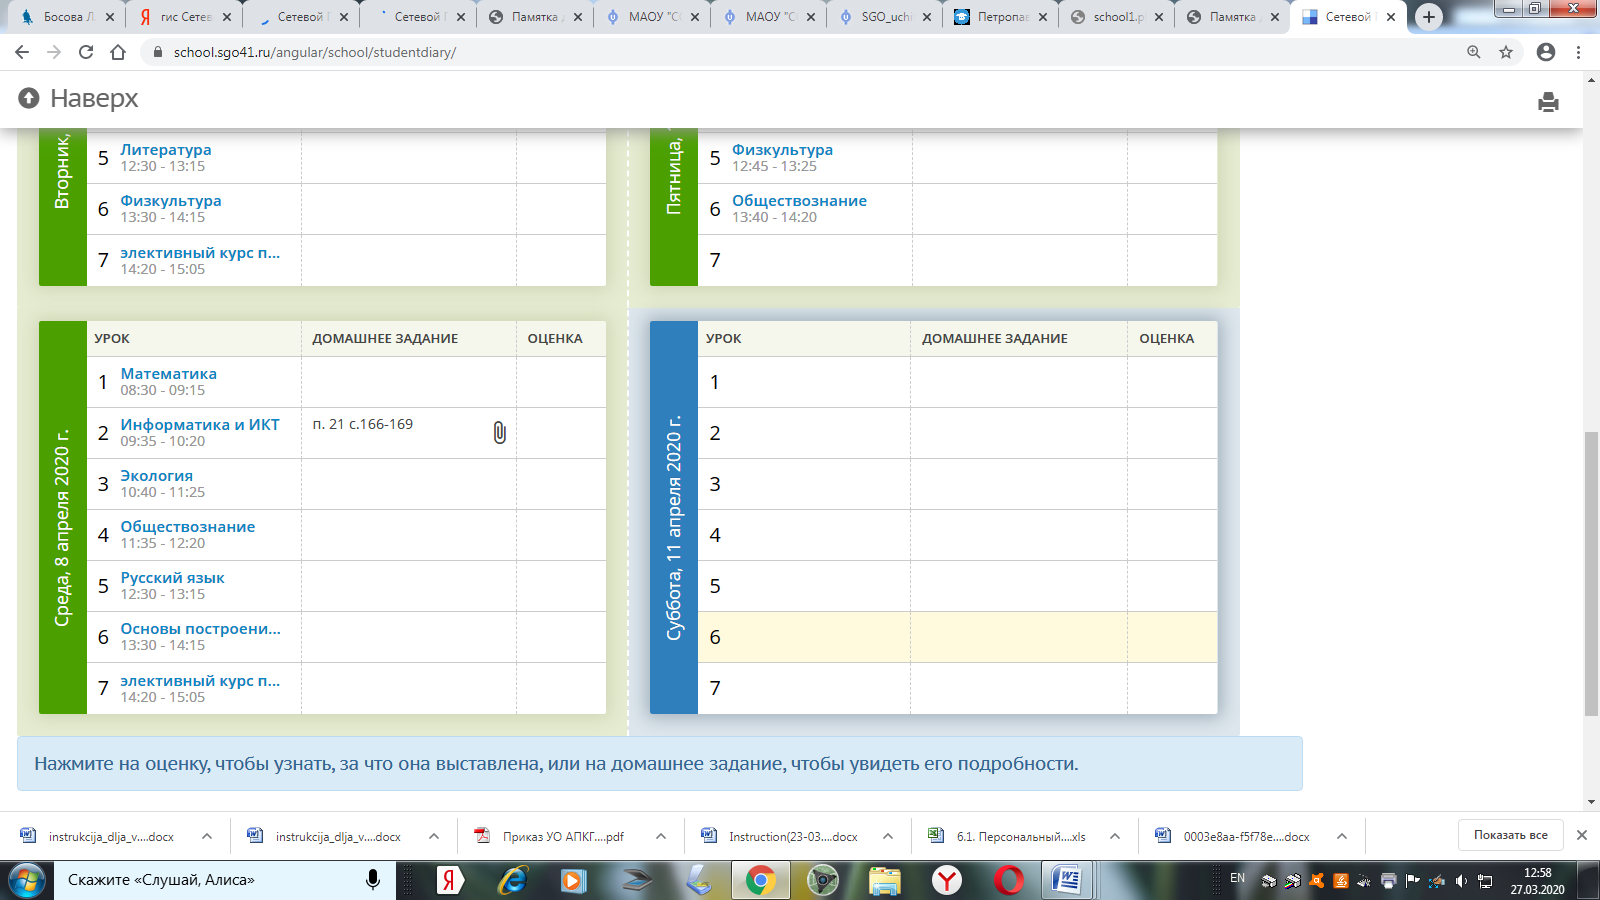 Босова Л
гис Сетев
Сетевой Г
Сетевой Г
Памятка д
МАОУ "СО
МАОУ "С
SGO_uchi
Петропав
school1.p
Памятка д
Сетевой Г
school.sgo41.ru/angular/school/studentdiary/
Наверх
Вторник,
5 Литература
12:30 - 13:15
6 Физкультура
13:30 - 14:15
7 элективный курс п...
14:20 - 15:05
Пятница,
5 Физкультура
12:45 - 13:25
6 Обществознание
13:40 - 14:20
7
Среда, 8 апреля 2020 г.
УРОК ДОМАШНЕЕ ЗАДАНИЕ ОЦЕНКА
1 Математика
08:30 - 09:15
2 Информатика и ИКТ п. 21 с.166-169
09:35 - 10:20
3 Экология
10:40 - 11:25
4 Обществознание
11:35 - 12:20
5 Русский язык
12:30 - 13:15
6 Основы построени...
13:30 - 14:15
7 элективный курс п...
14:20 - 15:05
Суббота, 11 апреля 2020 г.
УРОК ДОМАШНЕЕ ЗАДАНИЕ ОЦЕНКА
1
2
3
4
5
6
7
Нажмите на оценку, чтобы узнать, за что она выставлена, или на домашнее задание, чтобы увидеть его подробности.
instrukcija_dlja_v....docx
instrukcija_dlja_v....docx
Приказ УО АПКГ....pdf
Instruction(23-03....docx
6.1. Персональный....xls
0003e8aa-f5f78e....docx
Показать все
Скажите «Слушай, Алиса»
EN
12:58
27.03.2020